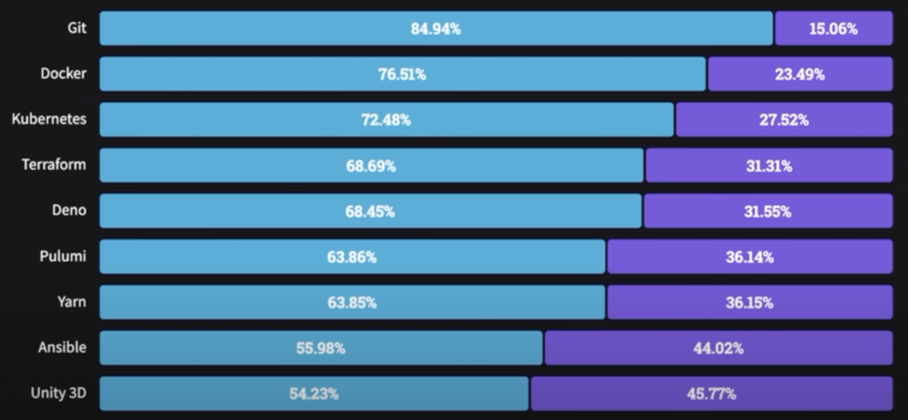 Git 84.94% 15.06%
Docker 76.51% 23.49%
Kubernetes 72.48% 27.52%
Terraform 68.69% 31.31%
Deno 68.45% 31.55%
Pulumi 63.86% 36.14%
Yarn 63.85% 36.15%
Ansible 55.98% 44.02%
Unity 3D 54.23% 45.77%